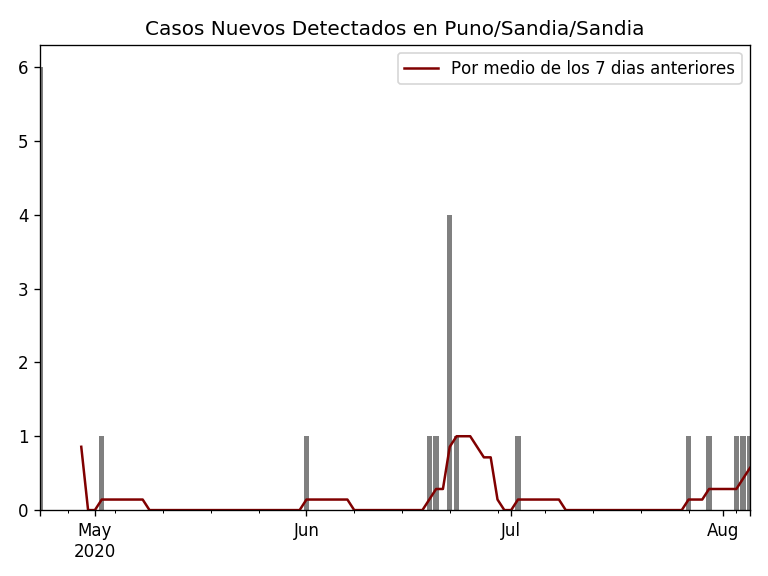 Casos Nuevos Detectados en Puno/Sandia/Sandia
Por medio de los 7 dias anteriores
6
5
4
3
2
1
0
May
2020
Jun
Jul
Aug